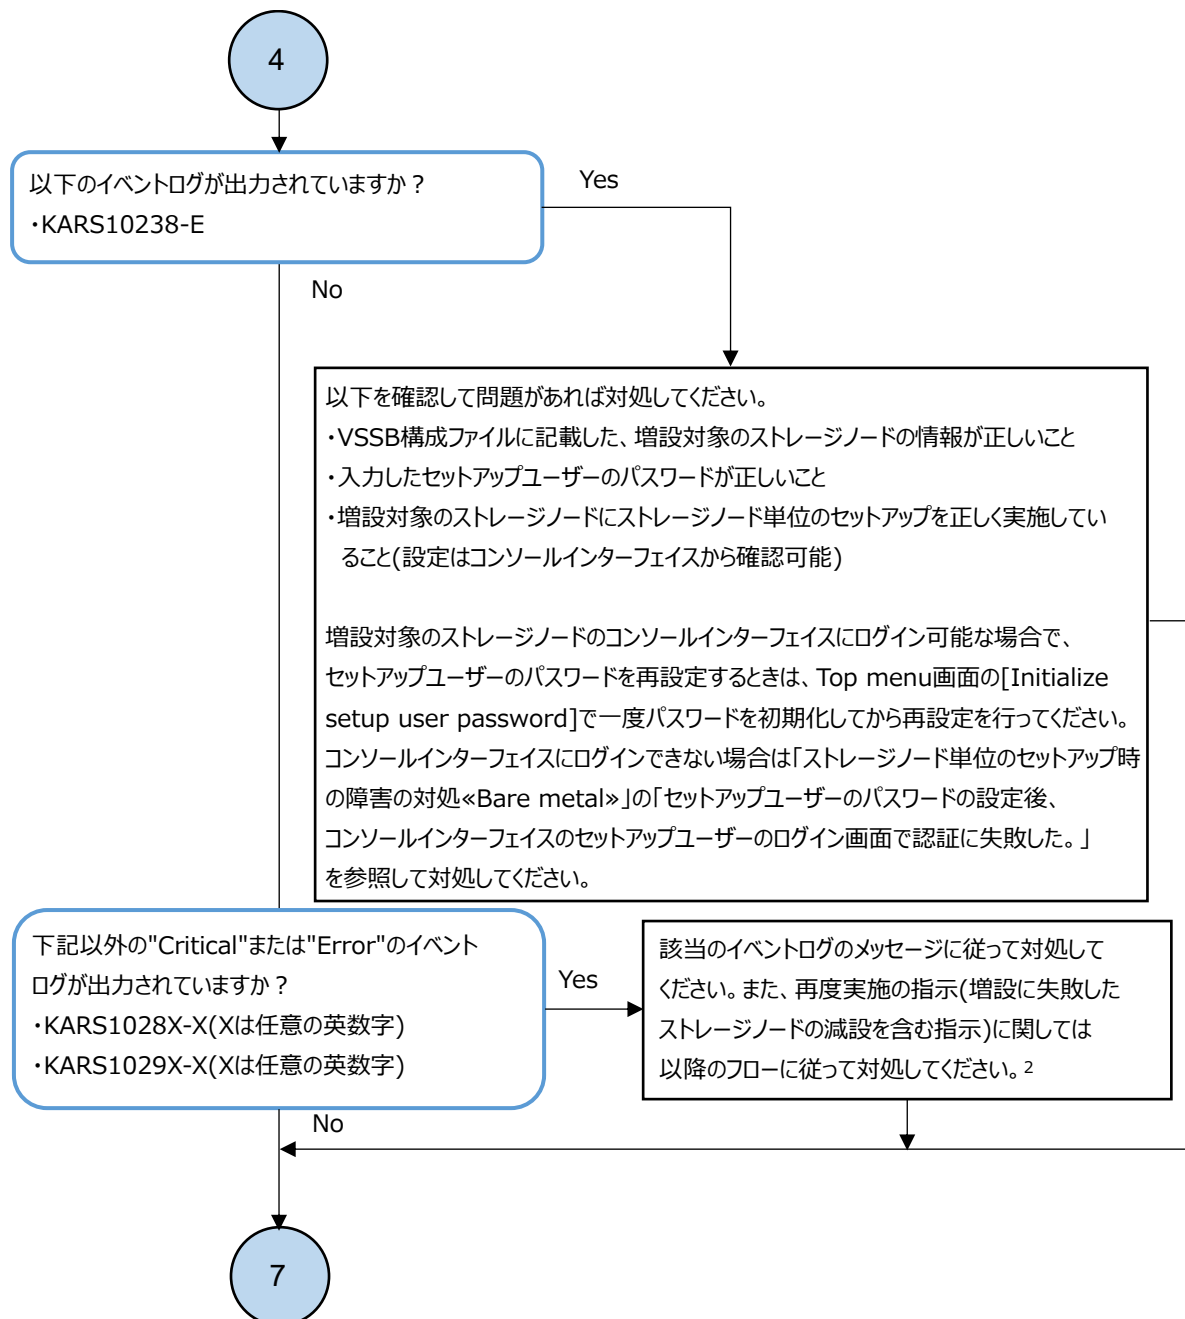 4
以下のイベントログが出力されていますか？
・KARS10238-E
Yes
No
以下を確認して問題があれば対処してください。
・VSSB構成ファイルに記載した、増設対象のストレージノードの情報が正しいこと
・入力したセットアップユーザーのパスワードが正しいこと
・増設対象のストレージノードにストレージノード単位のセットアップを正しく実施してい
ること(設定はコンソールインターフェイスから確認可能)
増設対象のストレージノードのコンソールインターフェイスにログイン可能な場合で、
セットアップユーザーのパスワードを再設定するときは、Top menu画面の[Initialize
setup user password]で一度パスワードを初期化してから再設定を行ってください。
コンソールインターフェイスにログインできない場合は「ストレージノード単位のセットアップ時
の障害の対処«Bare metal»」の「セットアップユーザーのパスワードの設定後、
コンソールインターフェイスのセットアップユーザーのログイン画面で認証に失敗した。」
を参照して対処してください。
下記以外の"Critical"または"Error"のイベント
ログが出力されていますか？
・KARS1028X-X(Xは任意の英数字)
・KARS1029X-X(Xは任意の英数字)
Yes
該当のイベントログのメッセージに従って対処して
ください。また、再度実施の指示(増設に失敗した
ストレージノードの減設を含む指示)に関しては
以降のフローに従って対処してください。2
No
7